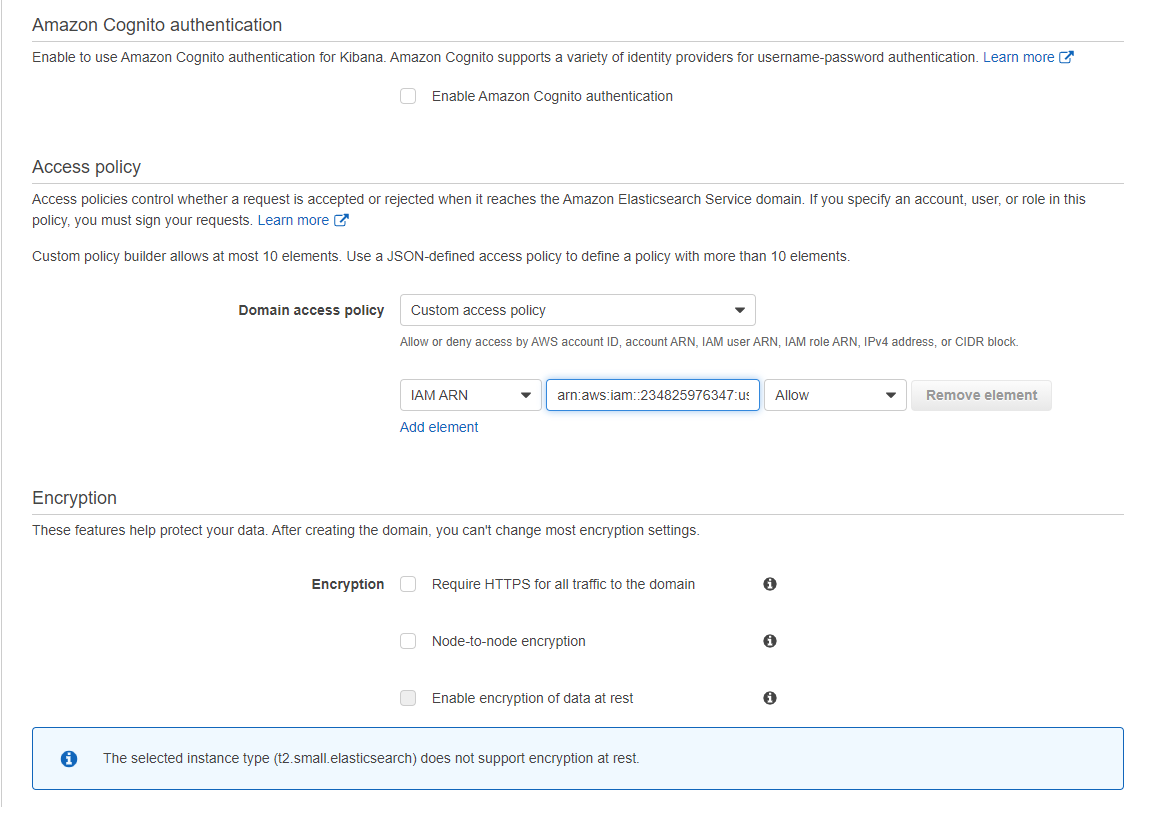 Amazon Cognito authentication
Enable to use Amazon Cognito authentication for Kibana. Amazon Cognito supports a variety of identity providers for username-password authentication. Learn more
Enable Amazon Cognito authentication
Access policy
Access policies control whether a request is accepted or rejected when it reaches the Amazon Elasticsearch Service domain. If you specify an account, user, or role in this
policy, you must sign your requests. Learn more
Custom policy builder allows at most 10 elements. Use a JSON-defined access policy to define a policy with more than 10 elements.
Domain access policy Custom access policy
Allow or deny access by AWS account ID, account ARN, IAM user ARN, IAM role ARN, IPv4 address, or CIDR block.
IAM ARN arn:aws:iam::234825976347:us Allow Remove element
Add element
Encryption
These features help protect your data. After creating the domain, you can't change most encryption settings.
Encryption Require HTTPS for all traffic to the domain
Node-to-node encryption
Enable encryption of data at rest
The selected instance type (t2.small.elasticsearch) does not support encryption at rest.